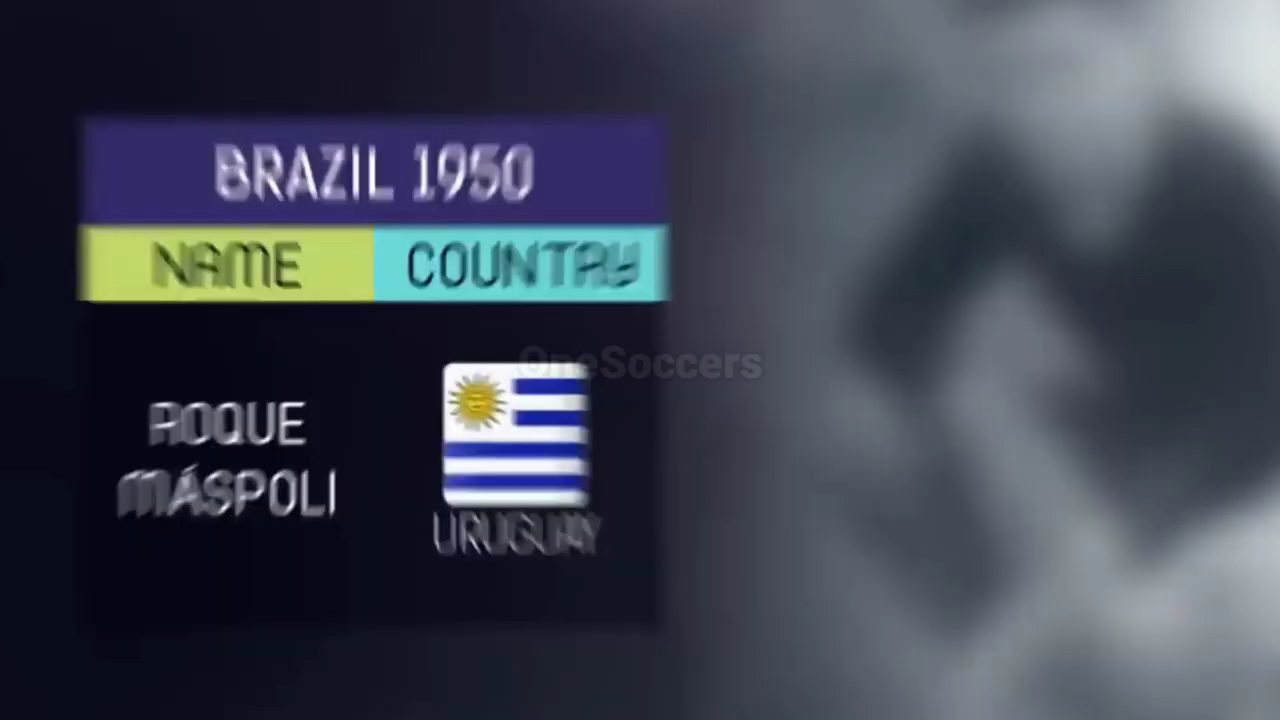 BRAZIL 1950
NAME COUNTRY
OneSoccers
ROQUE
MÁSPOLI
URUGUAY